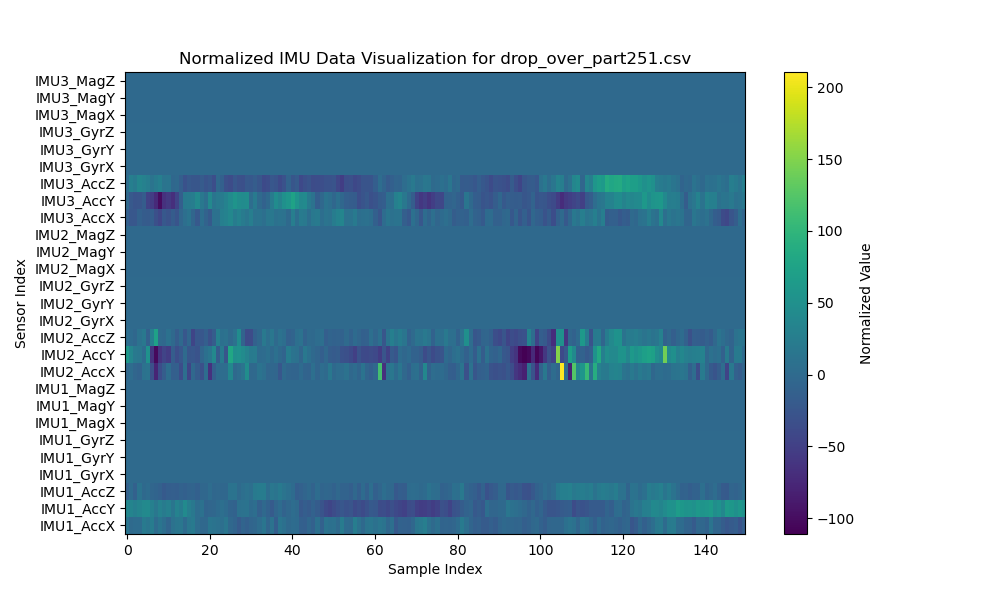 Normalized IMU Data Visualization for drop_over_part251.csv
IMU3_MagZ
IMU3_MagY
IMU3_MagX
IMU3_GyrZ
IMU3_GyrY
IMU3_GyrX
IMU3_AccZ
IMU3_AccY
IMU3_AccX
IMU2_MagZ
IMU2_MagY
IMU2_MagX
IMU2_GyrZ
IMU2_GyrY
IMU2_GyrX
IMU2_AccZ
IMU2_AccY
IMU2_AccX
IMU1_MagZ
IMU1_MagY
IMU1_MagX
IMU1_GyrZ
IMU1_GyrY
IMU1_GyrX
IMU1_AccZ
IMU1_AccY
IMU1_AccX
Sensor Index
0 20 40 60 80 100 120 140
Sample Index
200
150
100
50
0
−50
−100
Normalized Value